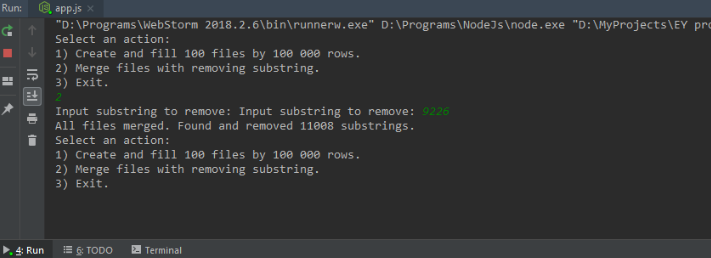 Run: app.js
"D:\Programs\WebStorm 2018.2.6\bin\runnerw.exe" D:\Programs\NodeJs\node.exe "D:\MyProjects\EY pro
Select an action:
1) Create and fill 100 files by 100 000 rows.
2) Merge files with removing substring.
3) Exit.
2
Input substring to remove: Input substring to remove: 9226
All files merged. Found and removed 11008 substrings.
Select an action:
1) Create and fill 100 files by 100 000 rows.
2) Merge files with removing substring.
3) Exit.
4: Run 6: TODO Terminal